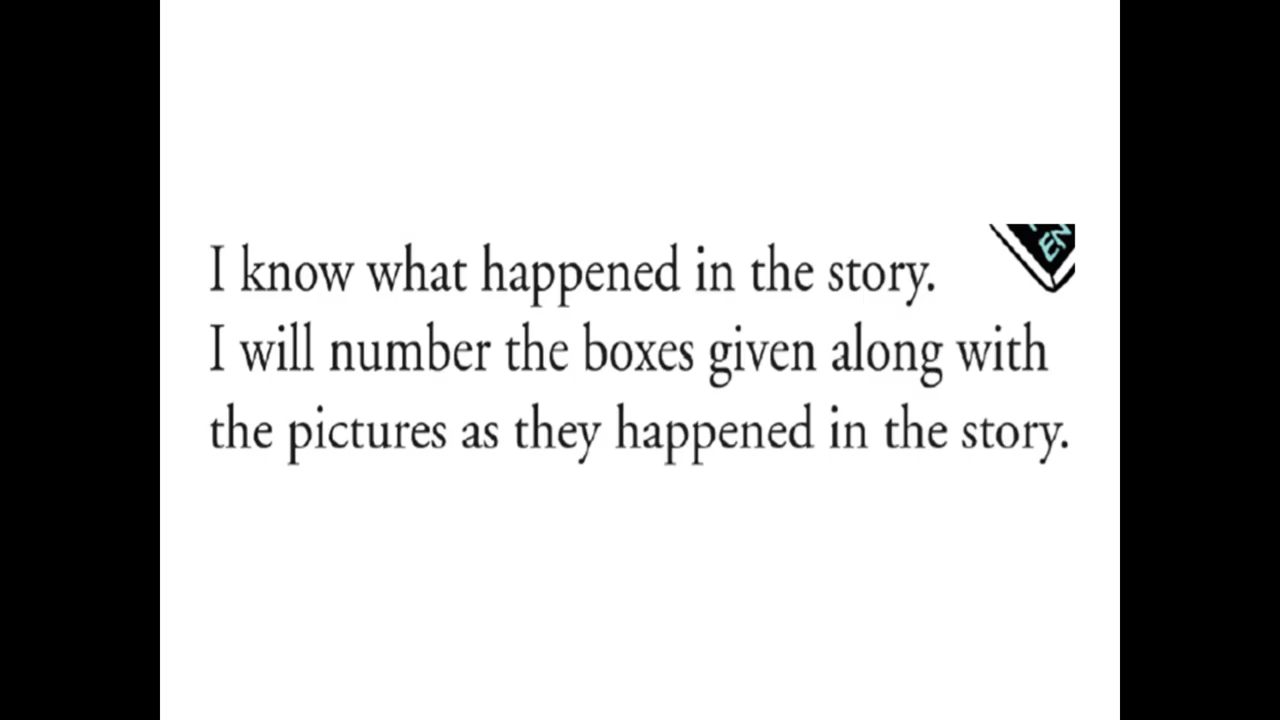 I know what happened in the story.
I will number the boxes given along with
the pictures as they happened in the story.